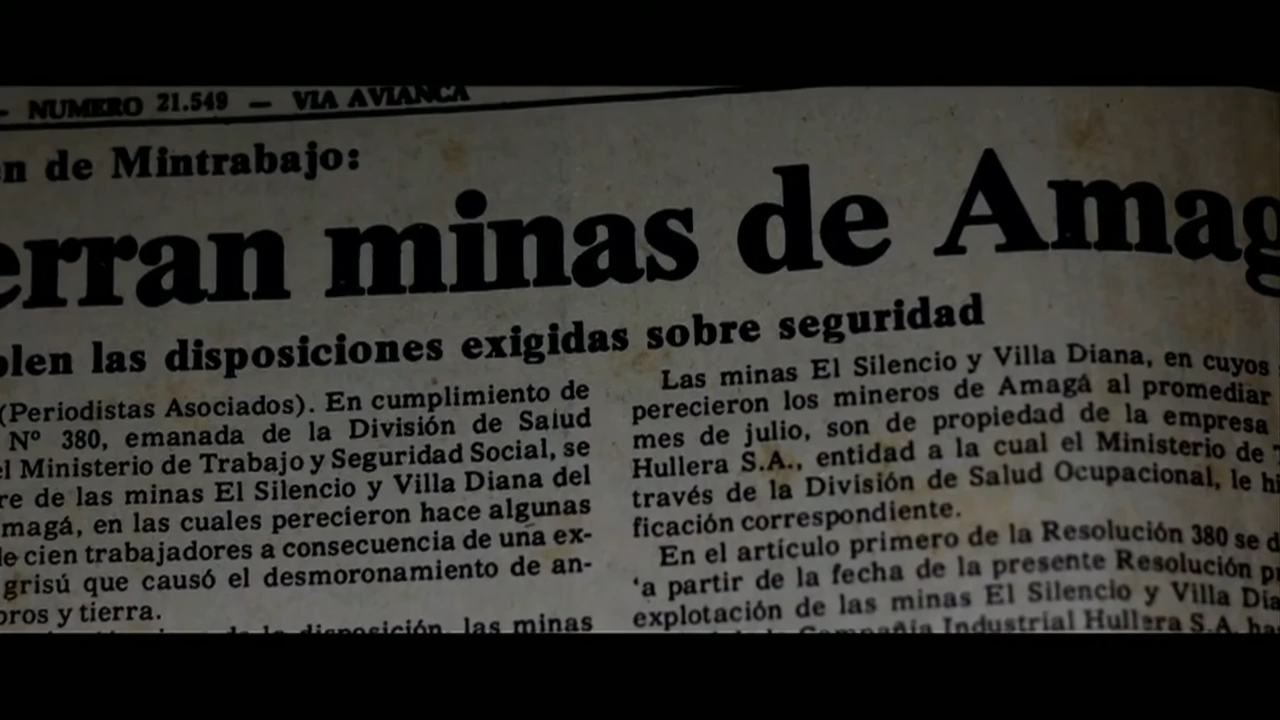 - NUMERO 21.549 - VIA AVIANCA
n de Mintrabajo:
erran minas de Amag
len las disposiciones exigidas sobre seguridad
(Periodistas Asociados). En cumplimiento de
Nº 380, emanada de la División de Salud
l Ministerio de Trabajo y Seguridad Social, se
re de las minas El Silencio y Villa Diana del
magá, en las cuales perecieron hace algunas
de cien trabajadores a consecuencia de una ex-
grisú que causó el desmoronamiento de an-
bros y tierra.
disposición, las minas
Las minas El Silencio y Villa Diana, en cuyos
perecieron los mineros de Amagá al promediar
mes de julio, son de propiedad de la empresa
Hullera S.A., entidad a la cual el Ministerio de T
través de la División de Salud Ocupacional, le hi
ficación correspondiente.
En el artículo primero de la Resolución 380 se d
'a partir de la fecha de la presente Resolución p
explotación de las minas El Silencio y Villa Dia
Compañía Industrial Hullera S.A. ha